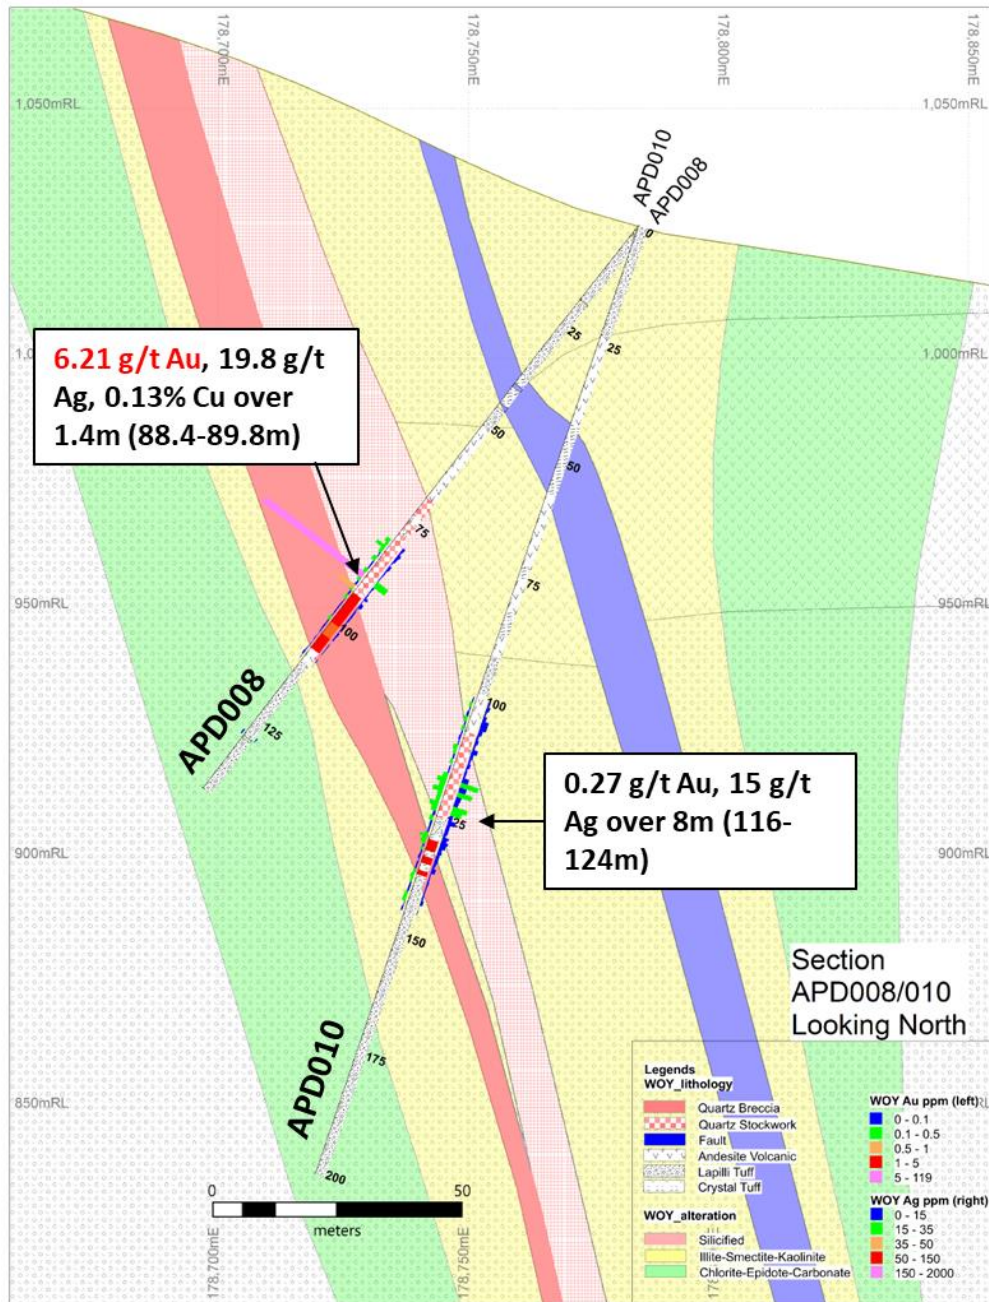 178,700mE
178,750mE
178,800mE
178,850mE
1,050mRL
1,050mRL
APD010
APD008
0
25
25
1,000mRL
6.21 g/t Au, 19.8 g/t
Ag, 0.13% Cu over
1.4m (88.4-89.8m)
50
50
75
75
950mRL
950mRL
100
100
APD008
125
0.27 g/t Au, 15 g/t
Ag over 8m (116-
124m)
25
900mRL
900mRL
150
Section
APD008/010
Looking North
APD010
175
850mRL
200
0
50
meters
178,700mE
178,750mE
Legends
WOY_lithology
Quartz Breccia
Quartz Stockwork
Fault
Andesite Volcanic
Lapilli Tuff
Crystal Tuff
WOY_alteration
Silicified
Illite-Smectite-Kaolinite
Chlorite-Epidote-Carbonate
WOY Au ppm (left)
0 - 0.1
0.1 - 0.5
0.5 - 1
1 - 5
5 - 119
WOY Ag ppm (right)
0 - 15
15 - 35
35 - 50
50 - 150
150 - 2000